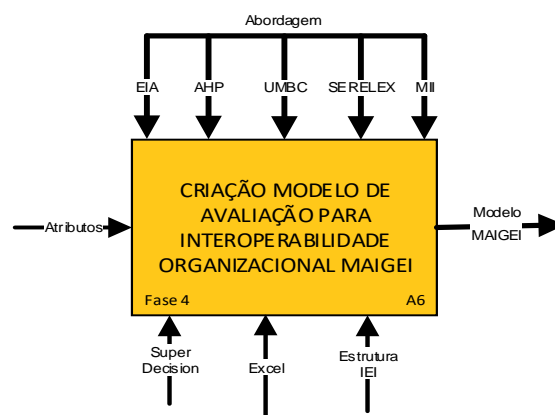 Abordagem
EIA AHP UMBC SERELEX MII
CRIAÇÃO MODELO DE
AVALIAÇÃO PARA
INTEROPERABILIDADE
ORGANIZACIONAL MAIGEI
Atributos
Modelo
MAIGEI
Fase 4 A6
Super
Decision
Excel
Estrutura
IEI